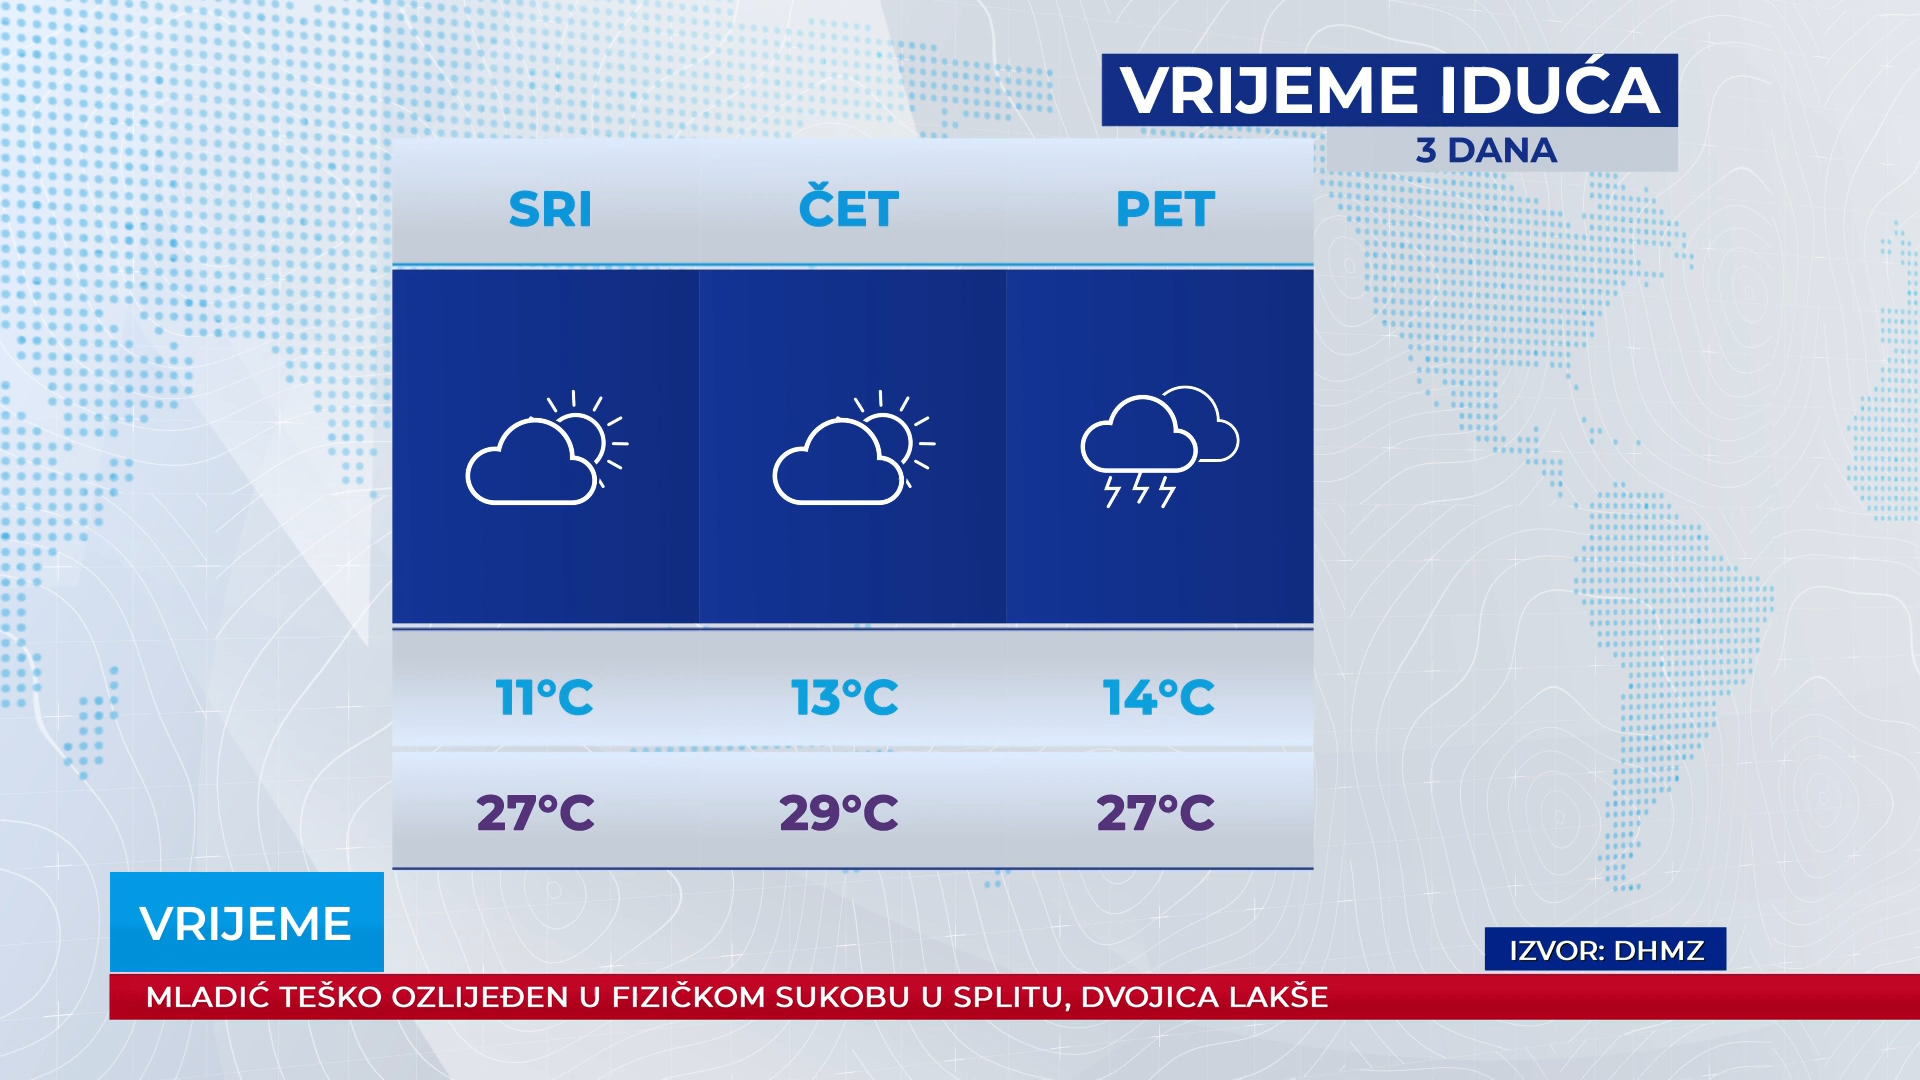 VRIJEME IDUĆA
3 DANA
SRI ČET PET
11°C 13°C 14°C
27°C 29°C 27°C
VRIJEME
IZVOR: DHMZ
MLADIĆ TEŠKO OZLIJEĐEN U FIZIČKOM SUKOBU U SPLITU, DVOJICA LAKŠE